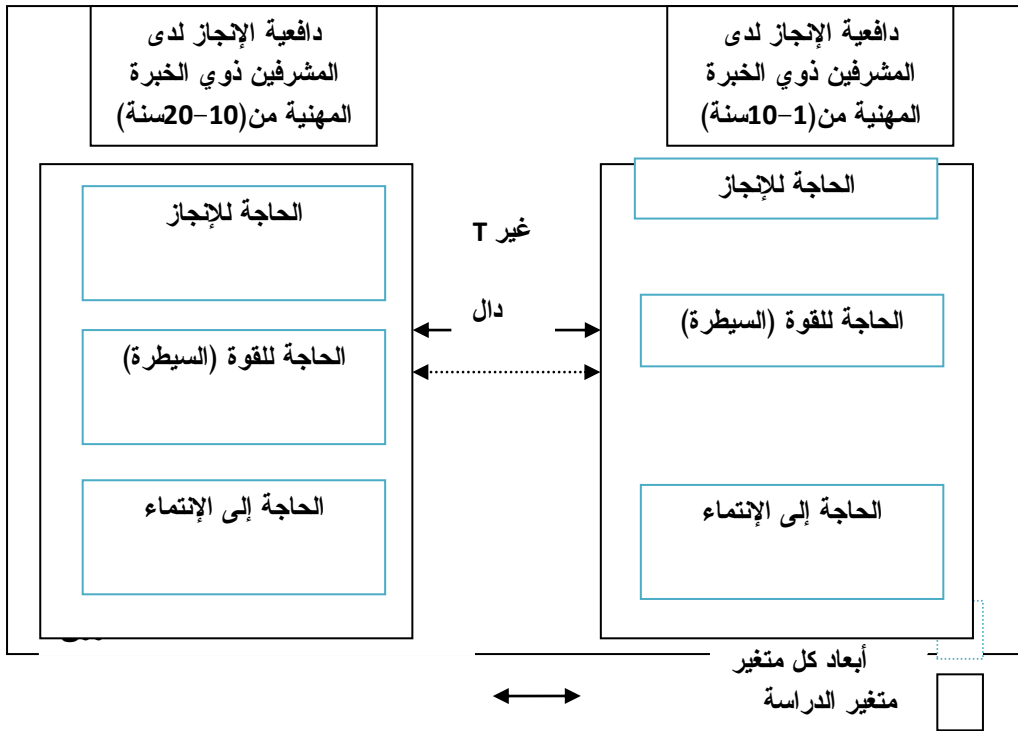 دافعية الإنجاز لدى
المشرفين ذوي الخبرة
المهنية من(1–10سنة)
دافعية الإنجاز لدى
المشرفين ذوي الخبرة
المهنية من(10–20سنة)
الحاجة للإنجاز
الحاجة للقوة (السيطرة)
الحاجة إلى الإنتماء
غير T
دال
الحاجة للإنجاز
الحاجة للقوة (السيطرة)
الحاجة إلى الإنتماء
أبعاد كل متغير
متغير الدراسة